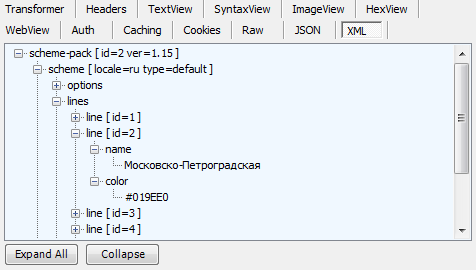 Transformer Headers TextView SyntaxView ImageView HexView
WebView Auth Caching Cookies Raw JSON XML
scheme-pack [ id=2 ver=1.15 ]
scheme [ locale=ru type=default ]
options
lines
line [ id=1 ]
line [ id=2 ]
name
Московско-Петроградская
color
#019EE0
line [ id=3 ]
line [ id=4 ]
Expand All Collapse